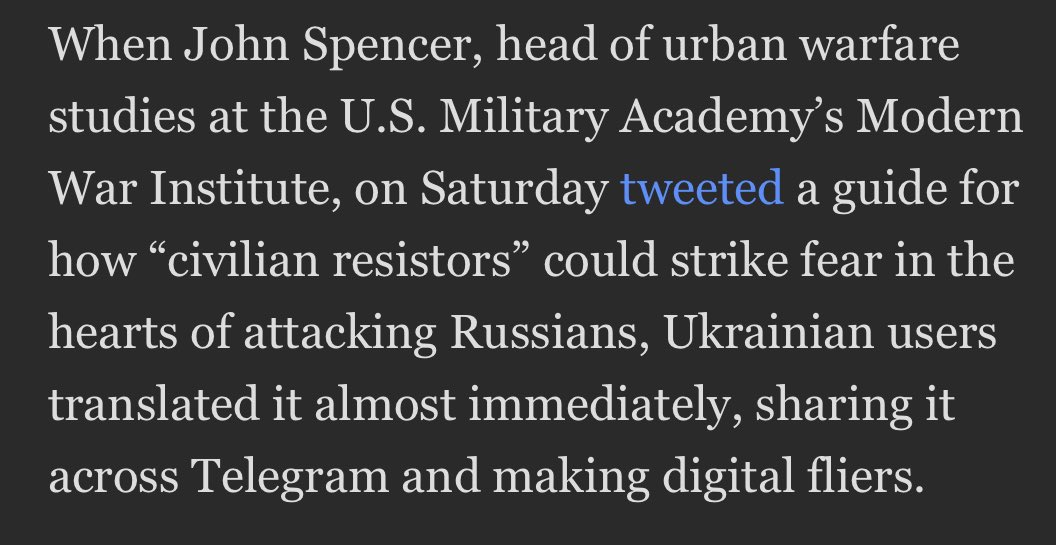 When John Spencer, head of urban warfare
studies at the U.S. Military Academy’s Modern
War Institute, on Saturday tweeted a guide for
how “civilian resistors” could strike fear in the
hearts of attacking Russians, Ukrainian users
translated it almost immediately, sharing it
across Telegram and making digital fliers.